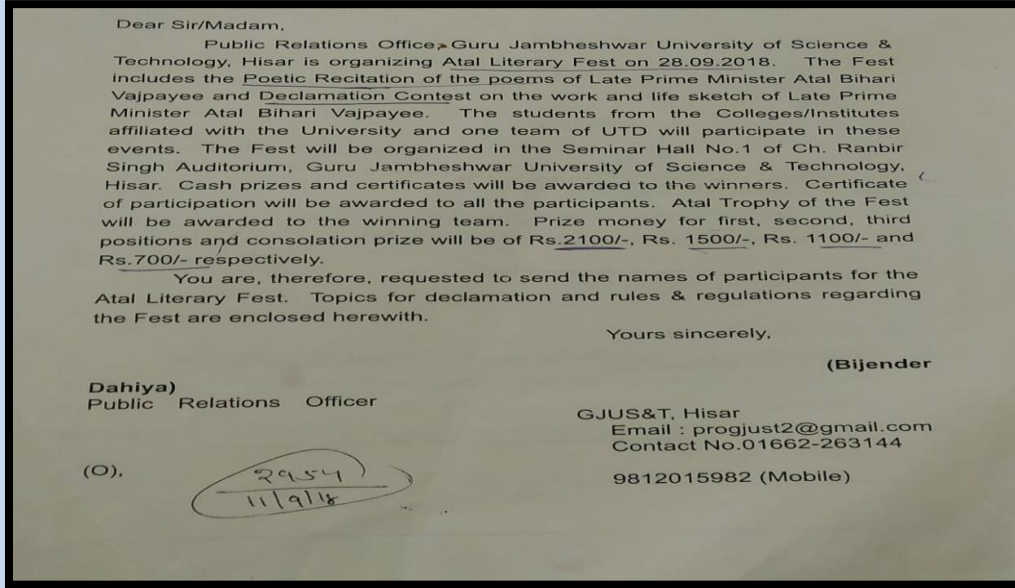 Dear Sir/Madam,
Public Relations Office, Guru Jambheshwar University of Science &
Technology, Hisar is organizing Atal Literary Fest on 28.09.2018. The Fest
includes the Poetic Recitation of the poems of Late Prime Minister Atal Bihari
Vajpayee and Declamation Contest on the work and life sketch of Late Prime
Minister Atal Bihari Vajpayee. The students from the Colleges/Institutes
affiliated with the University and one team of UTD will participate in these
events. The Fest will be organized in the Seminar Hall No.1 of Ch. Ranbir
Singh Auditorium, Guru Jambheshwar University of Science & Technology,
Hisar. Cash prizes and certificates will be awarded to the winners. Certificate
of participation will be awarded to all the participants. Atal Trophy of the Fest
will be awarded to the winning team. Prize money for first, second, third
positions and consolation prize will be of Rs.2100/-, Rs. 1500/-, Rs. 1100/- and
Rs.700/- respectively.
You are, therefore, requested to send the names of participants for the
Atal Literary Fest. Topics for declamation and rules & regulations regarding
the Fest are enclosed herewith.
Yours sincerely,
(Bijender
Dahiya)
Public Relations Officer
GJUS&T, Hisar
Email : progjust2@gmail.com
Contact No.01662-263144
(O),
9812015982 (Mobile)
2954
11/9/18